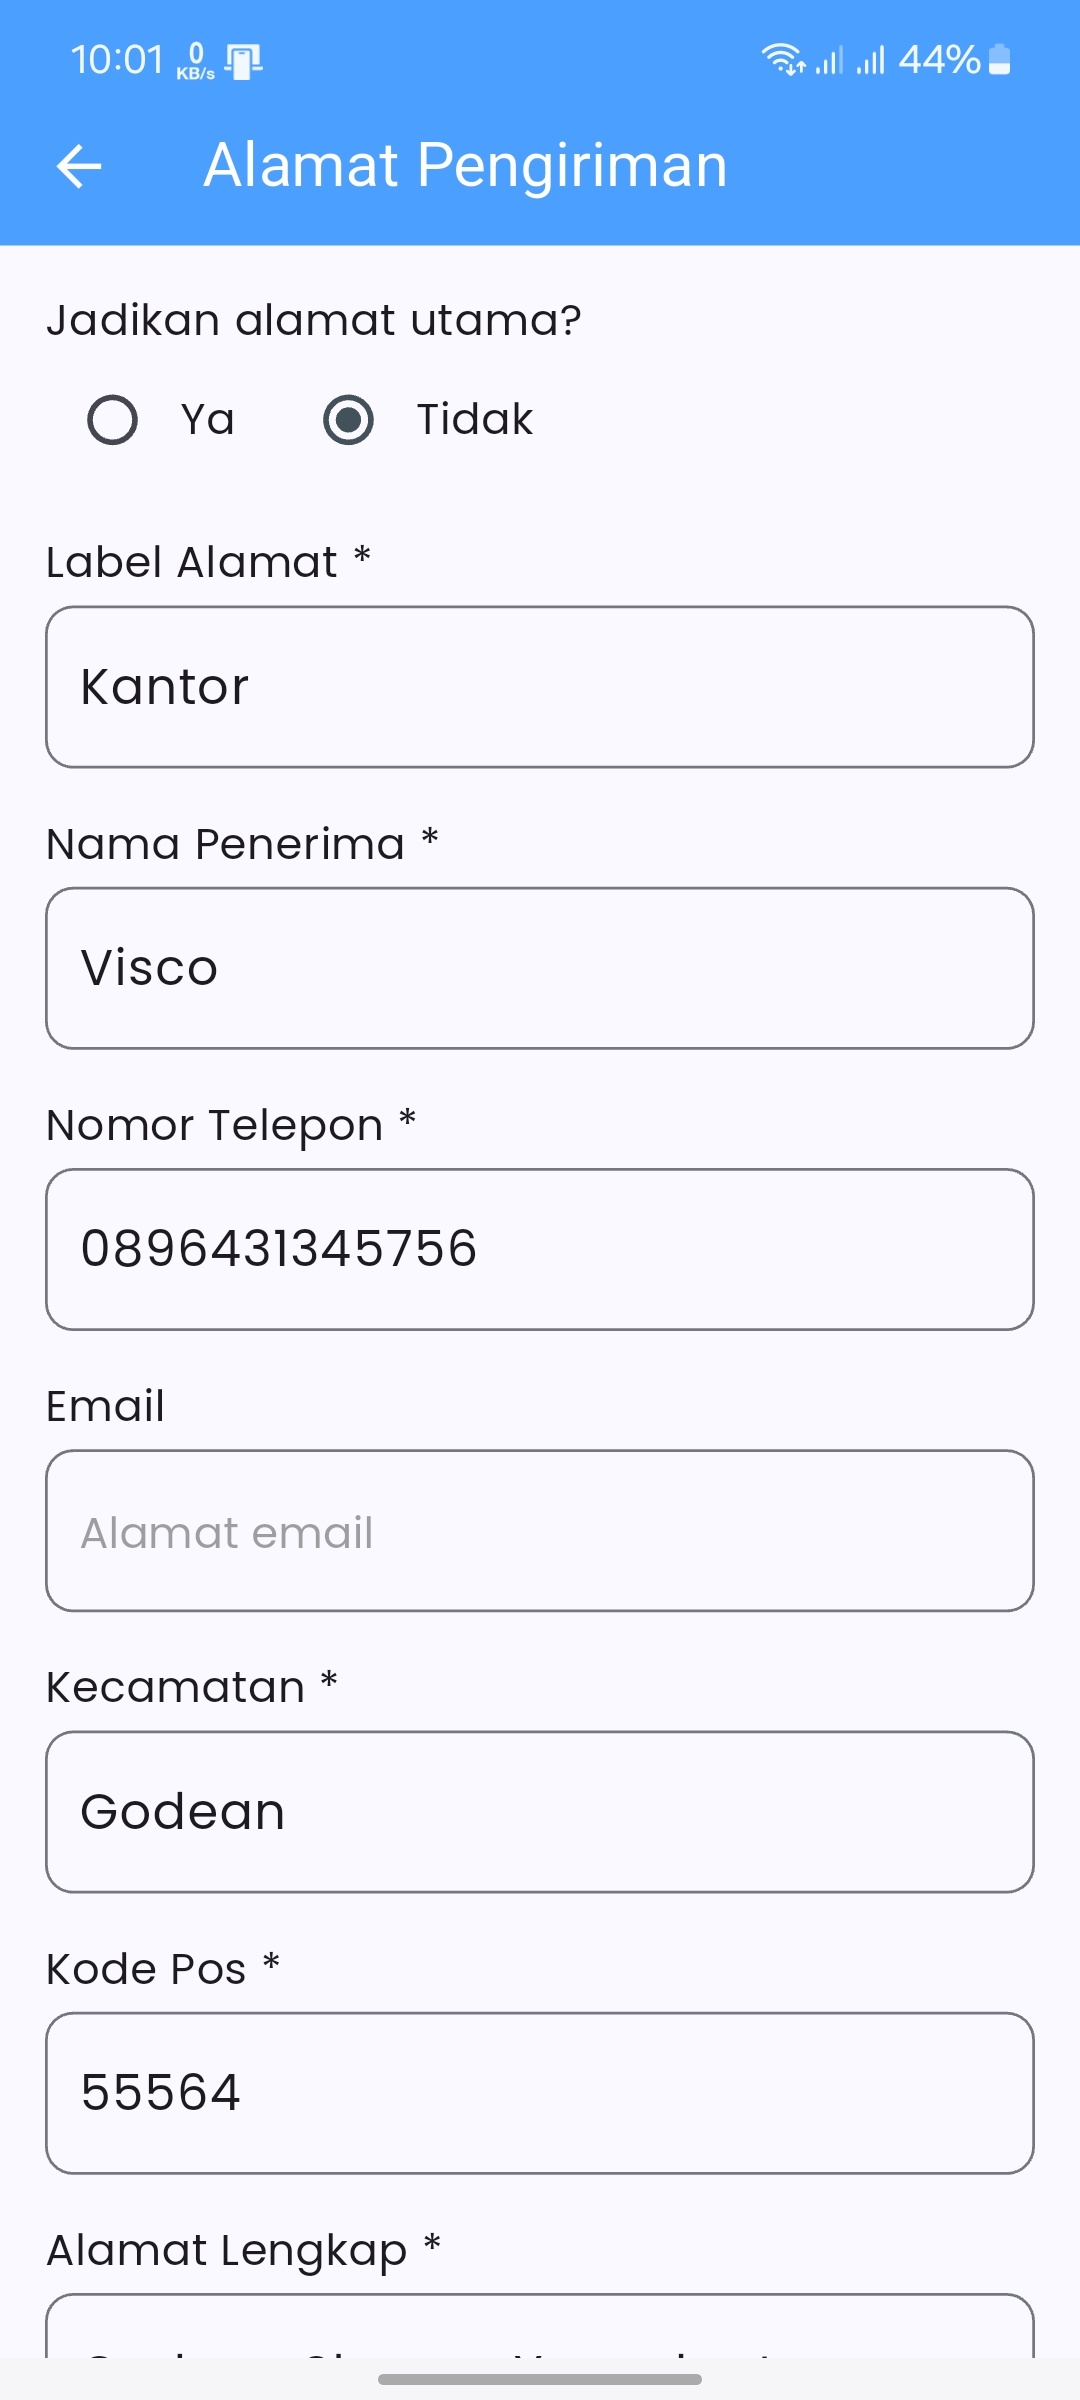 10:01 0 KB/s 44%
Alamat Pengiriman
Jadikan alamat utama?
Ya Tidak
Label Alamat *
Kantor
Nama Penerima *
Visco
Nomor Telepon *
0896431345756
Email
Alamat email
Kecamatan *
Godean
Kode Pos *
55564
Alamat Lengkap *